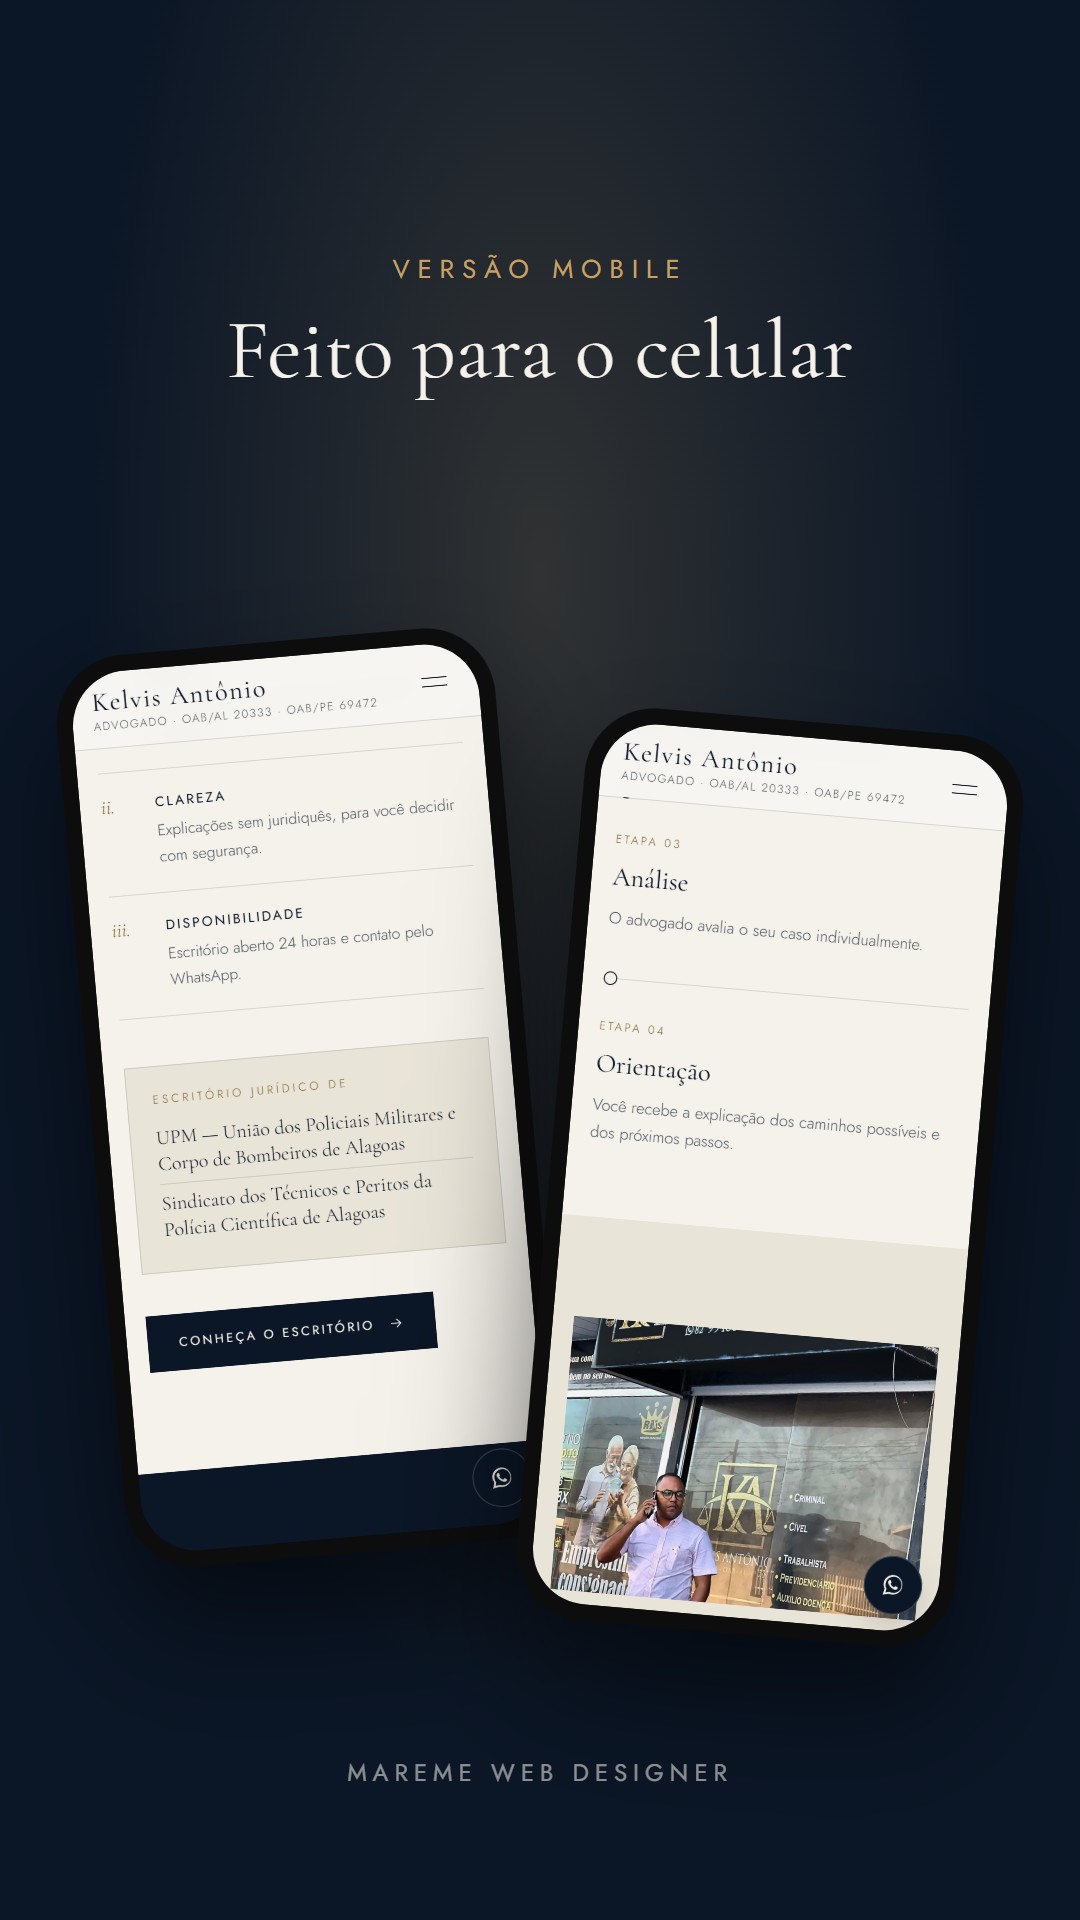 VERSÃO MOBILE
Feito para o celular
Kelvis Antônio
ADVOGADO · OAB/AL 20333 · OAB/PE 69472
ii.
CLAREZA
Explicações sem juridiquês, para você decidir
com segurança.
iii.
DISPONIBILIDADE
Escritório aberto 24 horas e contato pelo
WhatsApp.
ESCRITÓRIO JURÍDICO DE
UPM — União dos Policiais Militares e
Corpo de Bombeiros de Alagoas
Sindicato dos Técnicos e Peritos da
Polícia Científica de Alagoas
CONHEÇA O ESCRITÓRIO →
Kelvis Antônio
ADVOGADO · OAB/AL 20333 · OAB/PE 69472
ETAPA 03
Análise
O advogado avalia o seu caso individualmente.
ETAPA 04
Orientação
Você recebe a explicação dos caminhos possíveis e
dos próximos passos.
KA
ANTÔNIO
• CRIMINAL
• CÍVEL
• TRABALHISTA
• PREVIDENCIÁRIO
• AUXILIO DOENÇA
MAREME WEB DESIGNER